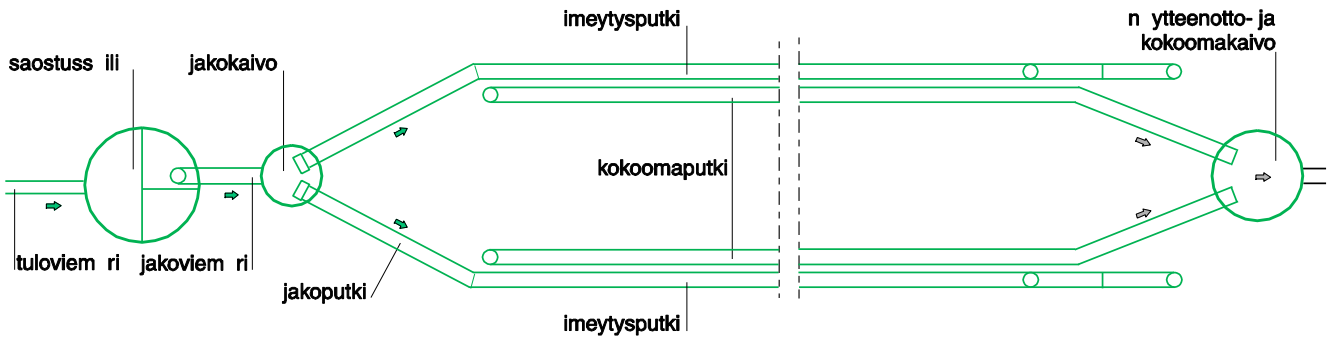 imeytysputki
n ytteenotto- ja
kokoomakaivo
saostuss ili
jakokaivo
kokoomaputki
tuloviem ri
jakoviem ri
jakoputki
imeytysputki